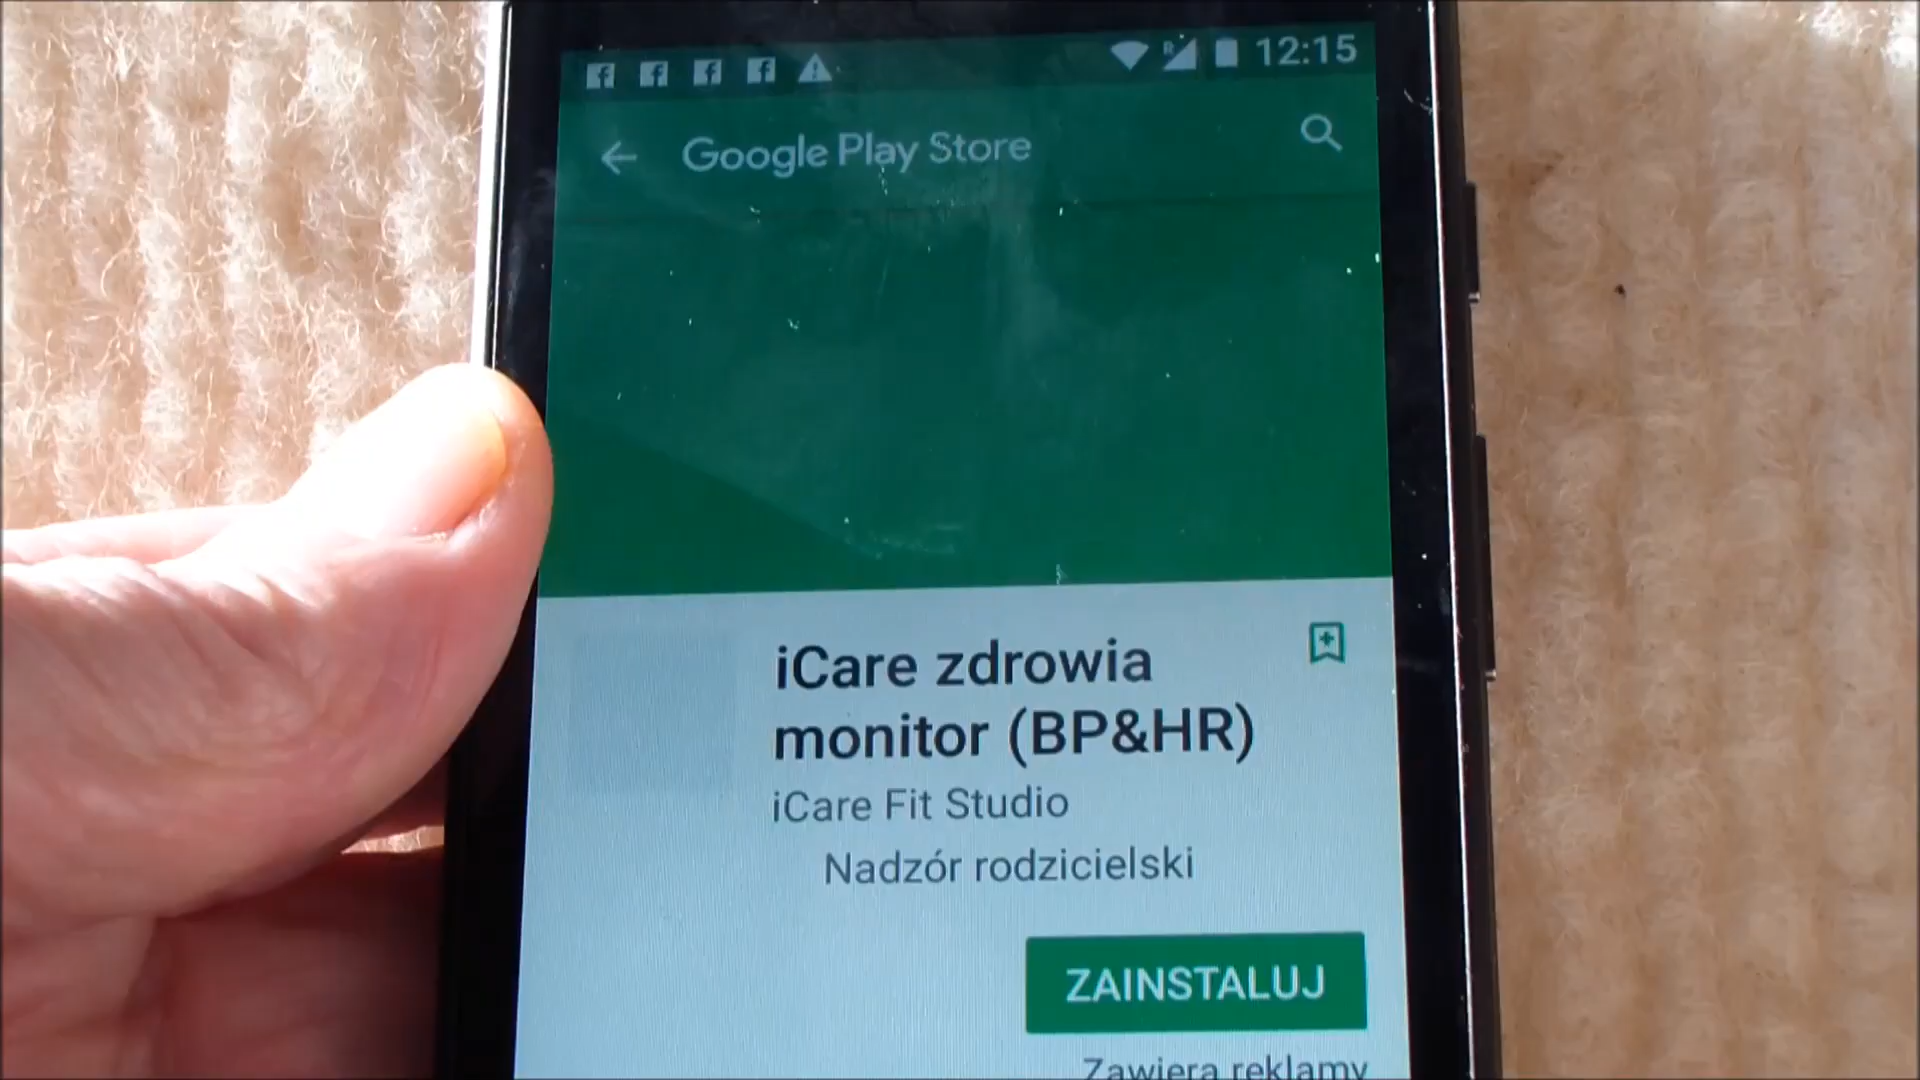 12:15
Google Play Store
iCare zdrowia
monitor (BP&HR)
iCare Fit Studio
Nadzór rodzicielski
ZAINSTALUJ
Zawiera reklamy